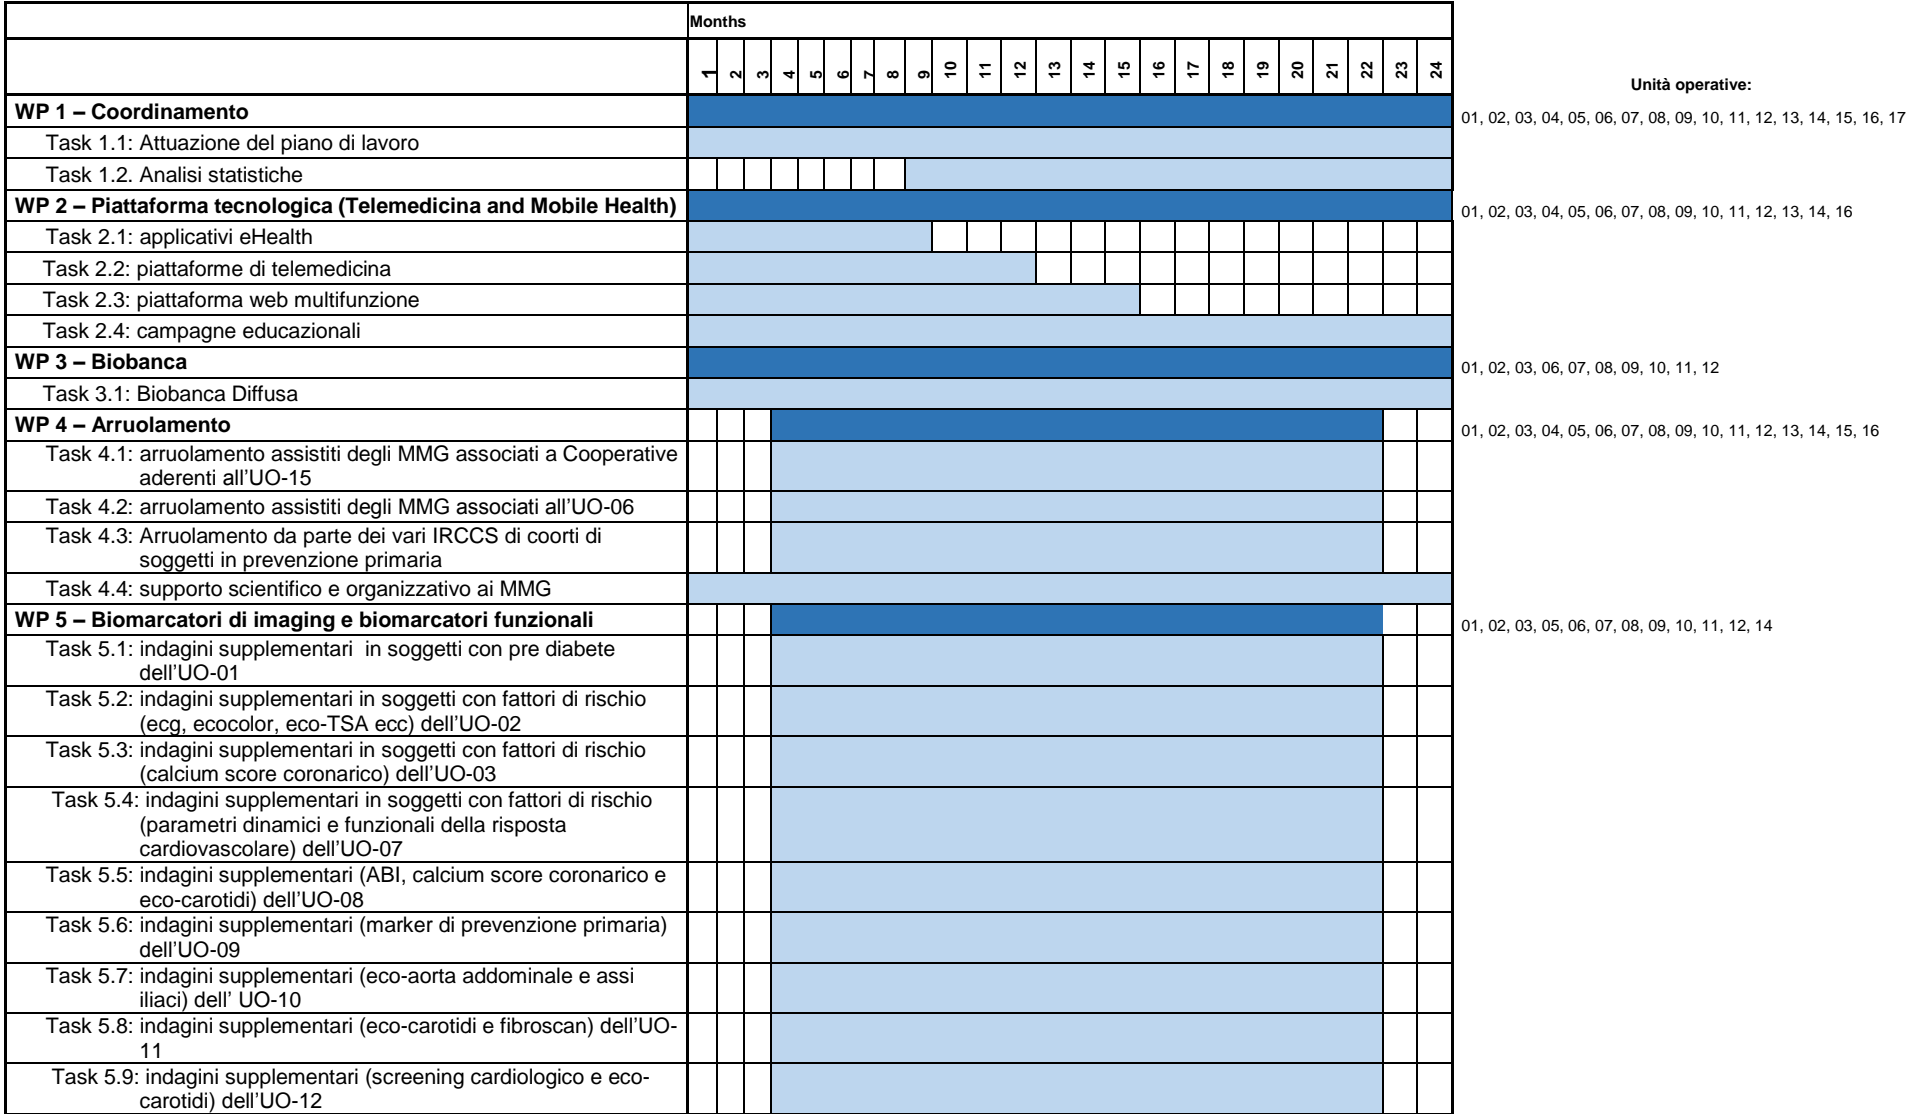 Months
1 2 3 4 5 6 7 8 9 10 11 12 13 14 15 16 17 18 19 20 21 22 23 24
Unità operative:
WP 1 – Coordinamento
01, 02, 03, 04, 05, 06, 07, 08, 09, 10, 11, 12, 13, 14, 15, 16, 17
Task 1.1: Attuazione del piano di lavoro
Task 1.2. Analisi statistiche
WP 2 – Piattaforma tecnologica (Telemedicina and Mobile Health)
01, 02, 03, 04, 05, 06, 07, 08, 09, 10, 11, 12, 13, 14, 16
Task 2.1: applicativi eHealth
Task 2.2: piattaforme di telemedicina
Task 2.3: piattaforma web multifunzione
Task 2.4: campagne educazionali
WP 3 – Biobanca
01, 02, 03, 06, 07, 08, 09, 10, 11, 12
Task 3.1: Biobanca Diffusa
WP 4 – Arruolamento
01, 02, 03, 04, 05, 06, 07, 08, 09, 10, 11, 12, 13, 14, 15, 16
Task 4.1: arruolamento assistiti degli MMG associati a Cooperative
aderenti all’UO-15
Task 4.2: arruolamento assistiti degli MMG associati all’UO-06
Task 4.3: Arruolamento da parte dei vari IRCCS di coorti di
soggetti in prevenzione primaria
Task 4.4: supporto scientifico e organizzativo ai MMG
WP 5 – Biomarcatori di imaging e biomarcatori funzionali
01, 02, 03, 05, 06, 07, 08, 09, 10, 11, 12, 14
Task 5.1: indagini supplementari in soggetti con pre diabete
dell’UO-01
Task 5.2: indagini supplementari in soggetti con fattori di rischio
(ecg, ecocolor, eco-TSA ecc) dell’UO-02
Task 5.3: indagini supplementari in soggetti con fattori di rischio
(calcium score coronarico) dell’UO-03
Task 5.4: indagini supplementari in soggetti con fattori di rischio
(parametri dinamici e funzionali della risposta
cardiovascolare) dell’UO-07
Task 5.5: indagini supplementari (ABI, calcium score coronarico e
eco-carotidi) dell’UO-08
Task 5.6: indagini supplementari (marker di prevenzione primaria)
dell’UO-09
Task 5.7: indagini supplementari (eco-aorta addominale e assi
iliaci) dell’ UO-10
Task 5.8: indagini supplementari (eco-carotidi e fibroscan) dell’UO-
11
Task 5.9: indagini supplementari (screening cardiologico e eco-
carotidi) dell’UO-12